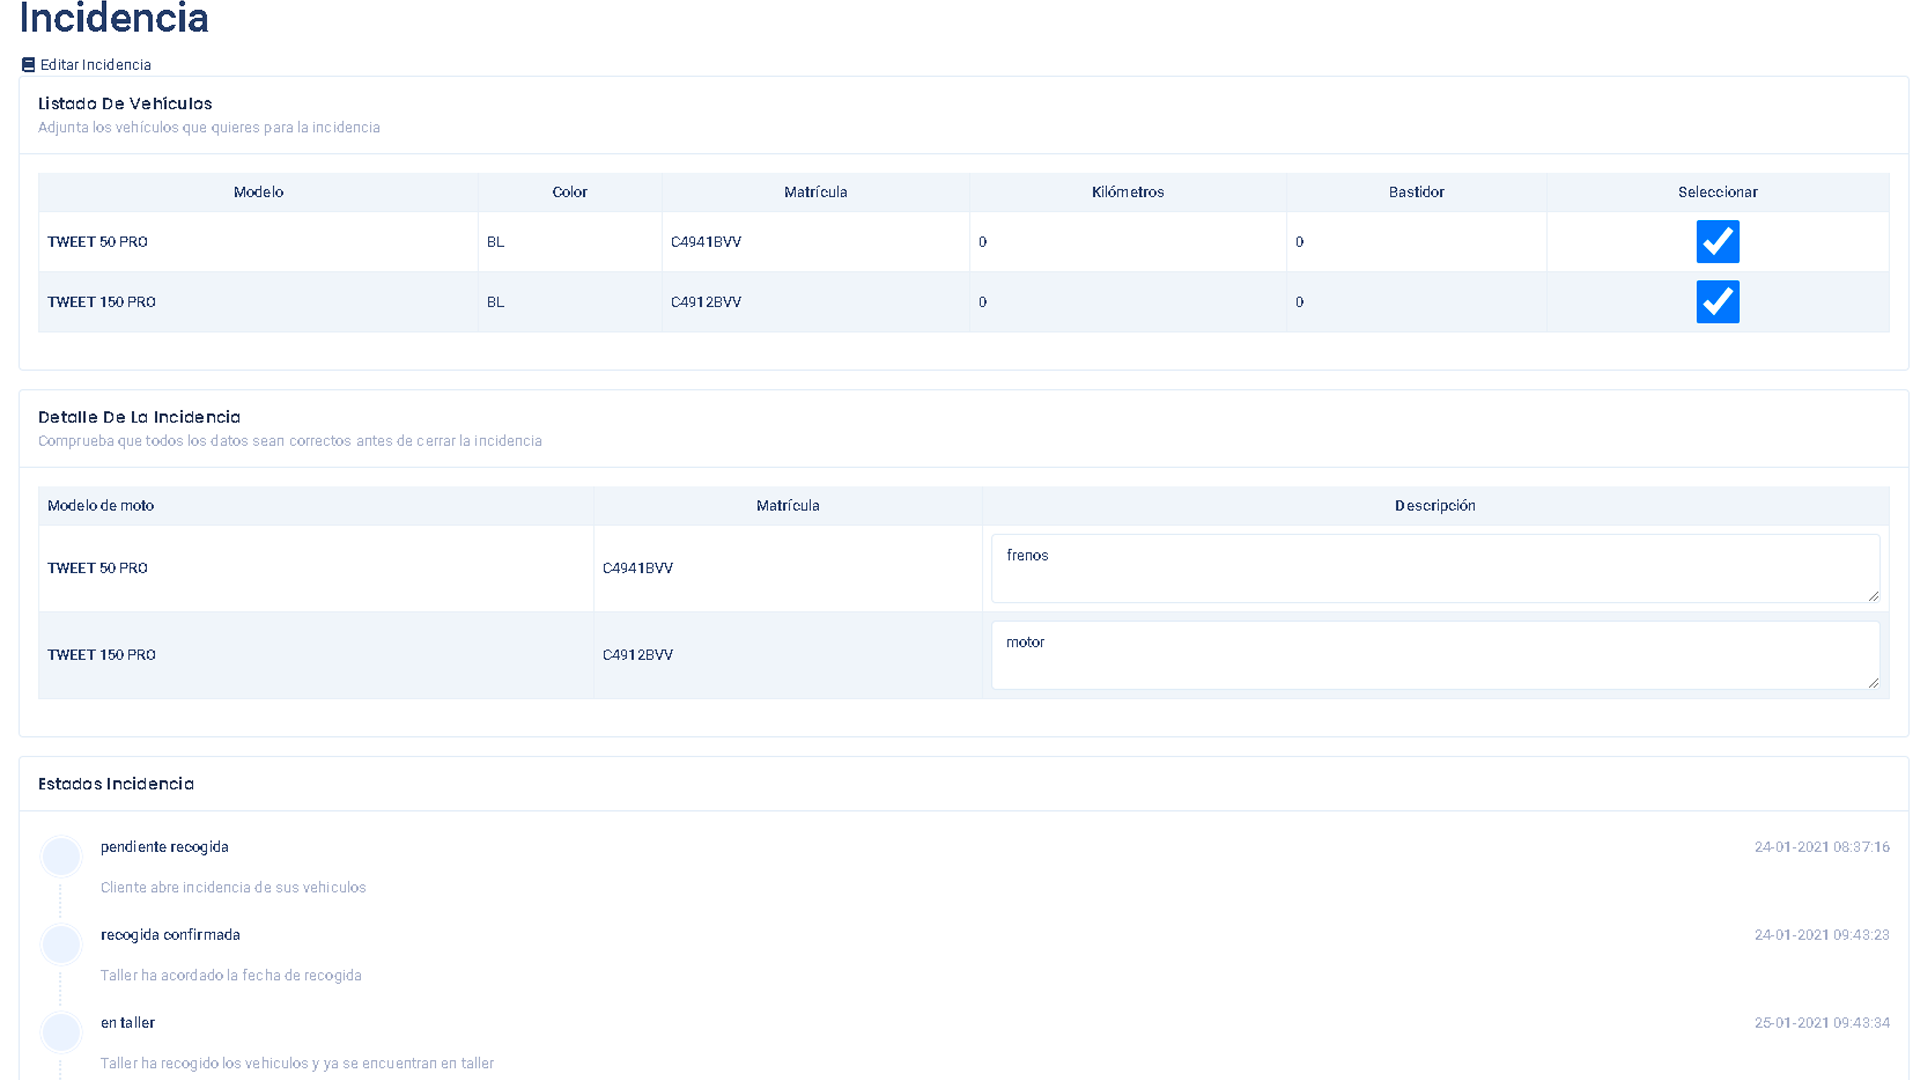 Incidencia
Editar Incidencia
Listado De Vehículos
Adjunta los vehículos que quieres para la incidencia
Modelo Color Matrícula Kilómetros Bastidor Seleccionar
TWEET 50 PRO BL C4941BVV 0 0
TWEET 150 PRO BL C4912BVV 0 0
Detalle De La Incidencia
Comprueba que todos los datos sean correctos antes de cerrar la incidencia
Modelo de moto Matrícula Descripción
TWEET 50 PRO C4941BVV frenos
TWEET 150 PRO C4912BVV motor
Estados Incidencia
pendiente recogida 24-01-2021 08:37:16
Cliente abre incidencia de sus vehiculos
recogida confirmada 24-01-2021 09:43:23
Taller ha acordado la fecha de recogida
en taller 25-01-2021 09:43:34
Taller ha recogido los vehiculos y ya se encuentran en taller